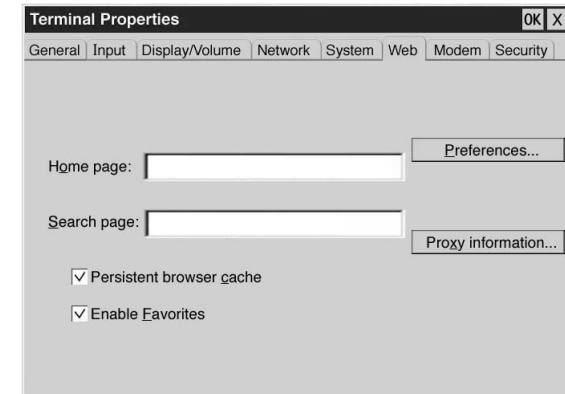 Terminal Properties OK X
General Input Display/Volume Network System Web Modem Security
Preferences...
Home page:
Search page:
Proxy information...
Persistent browser cache
Enable Favorites